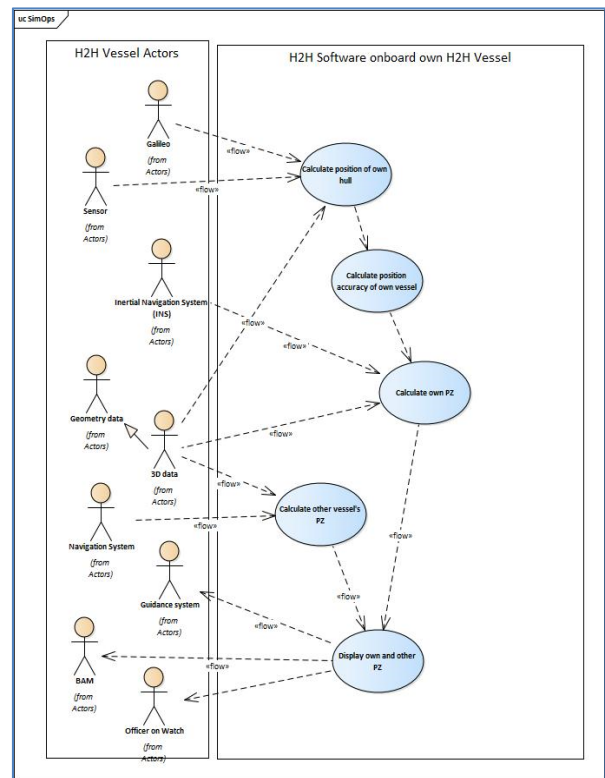 uc SimOps
H2H Vessel Actors
H2H Software onboard own H2H Vessel
Galileo
(from
Actors)
«flow»
Calculate position of own
hull
Sensor
(from
Actors)
«flow»
Calculate position
accuracy of own vessel
Inertial Navigation System
(INS)
(from
Actors)
«flow»
«flow»
Calculate own PZ
Geometry data
(from
Actors)
«flow»
3D data
(from
Actors)
«flow»
Calculate other vessel's
PZ
Navigation System
(from
Actors)
«flow»
«flow»
«flow»
Guidance system
(from
Actors)
«flow»
Display own and other
PZ
BAM
(from
Actors)
«flow»
Officer on Watch
(from
Actors)